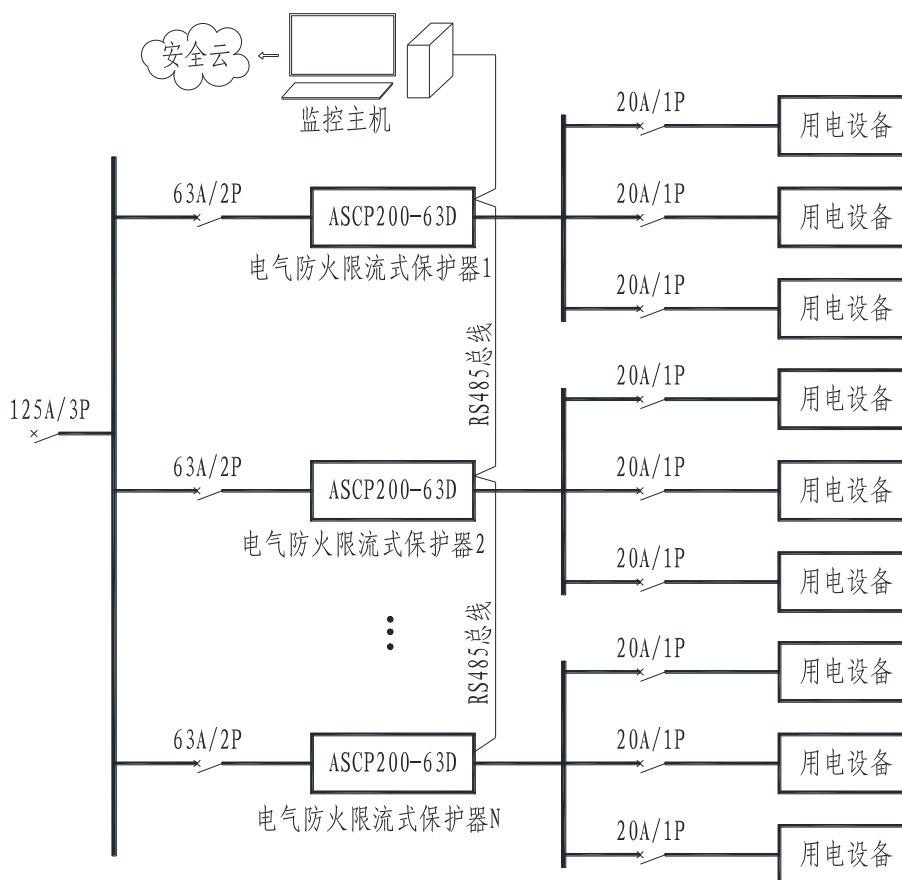 安全云
监控主机
20A/1P
用电设备
63A/2P
ASCP200-63D
20A/1P
用电设备
电气防火限流式保护器1
20A/1P
用电设备
RS485总线
20A/1P
用电设备
125A/3P
63A/2P
ASCP200-63D
20A/1P
用电设备
电气防火限流式保护器2
20A/1P
用电设备
RS485总线
20A/1P
用电设备
63A/2P
ASCP200-63D
20A/1P
用电设备
电气防火限流式保护器N
20A/1P
用电设备